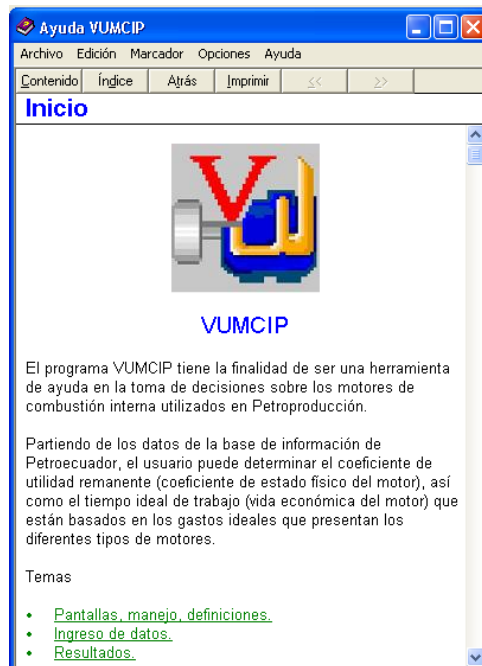 Ayuda VUMCIP
Archivo Edición Marcador Opciones Ayuda
Contenido Índice Atrás Imprimir << >>
Inicio
V
VUMCIP
El programa VUMCIP tiene la finalidad de ser una herramienta
de ayuda en la toma de decisiones sobre los motores de
combustión interna utilizados en Petroproducción.
Partiendo de los datos de la base de información de
Petroecuador, el usuario puede determinar el coeficiente de
utilidad remanente (coeficiente de estado físico del motor), así
como el tiempo ideal de trabajo (vida económica del motor) que
están basados en los gastos ideales que presentan los
diferentes tipos de motores.
Temas
• Pantallas, manejo, definiciones.
• Ingreso de datos.
• Resultados.